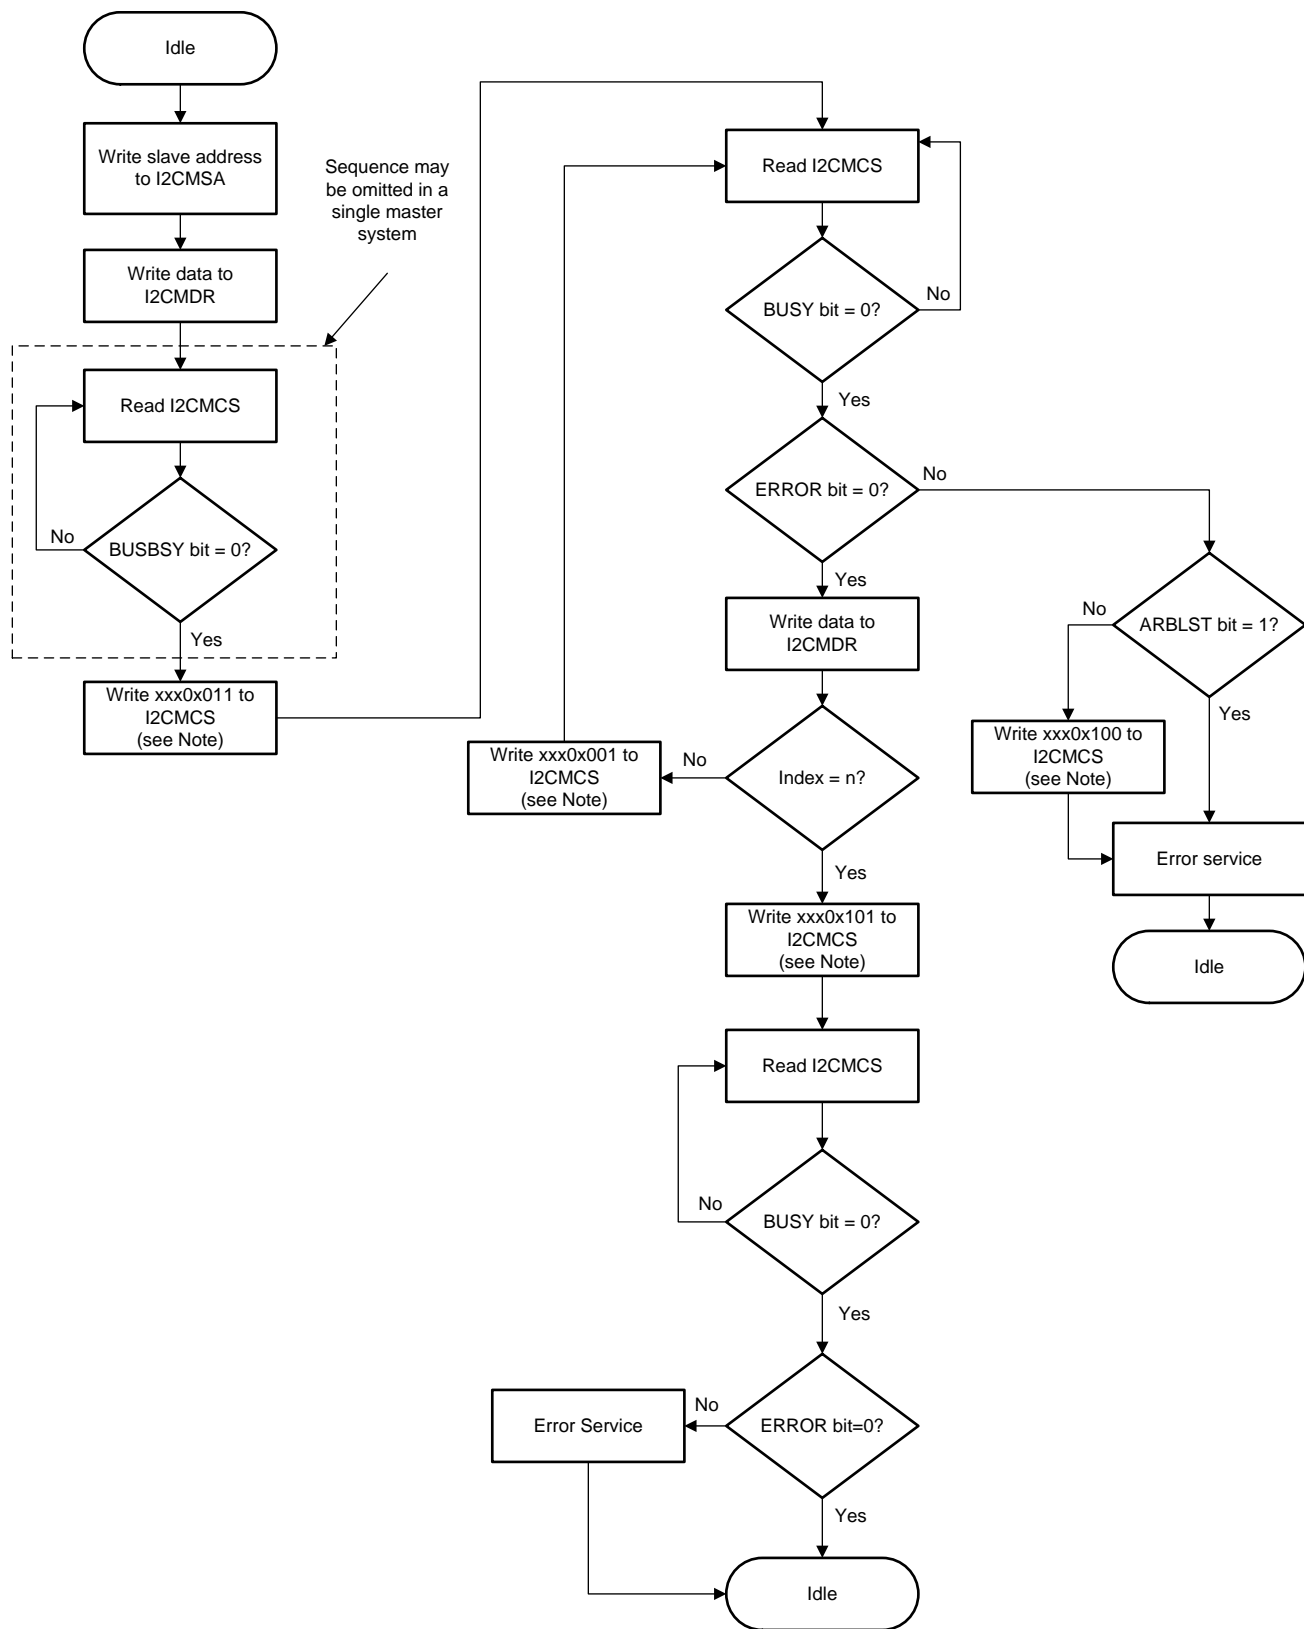 Idle
Write slave address
to I2CMSA
Sequence may
be omitted in a
single master
system
Write data to
I2CMDR
Read I2CMCS
No
BUSBSY bit = 0?
Yes
Write xxx0x011 to
I2CMCS
(see Note)
Read I2CMCS
BUSY bit = 0?
No
Yes
ERROR bit = 0?
No
Yes
Write data to
I2CMDR
Index = n?
No
Write xxx0x001 to
I2CMCS
(see Note)
Yes
ARBLST bit = 1?
No
Yes
Write xxx0x100 to
I2CMCS
(see Note)
Error service
Idle
Write xxx0x101 to
I2CMCS
(see Note)
Read I2CMCS
No
BUSY bit = 0?
Yes
ERROR bit=0?
No
Error Service
Yes
Idle